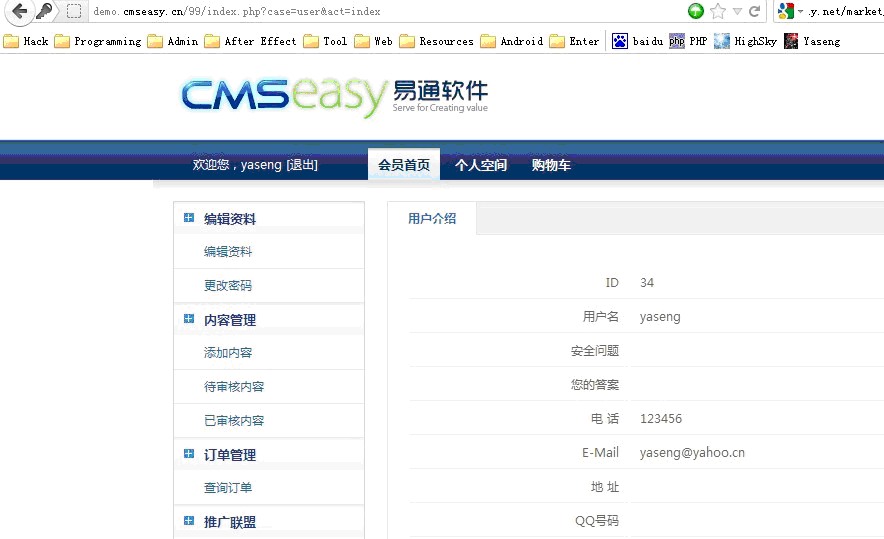 demo.cmseasy.cn/99/index.php?case=user&act=index
.y.net/market
Hack Programming Admin After Effect Tool Web Resources Android Enter baidu php PHP HighSky Yaseng
CMSeasy 易通软件
Serve for Creating value
欢迎您，yaseng [退出] 会员首页 个人空间 购物车
编辑资料
编辑资料
更改密码
内容管理
添加内容
待审核内容
已审核内容
订单管理
查询订单
推广联盟
用户介绍
ID 34
用户名 yaseng
安全问题
您的答案
电 话 123456
E-Mail yaseng@yahoo.cn
地 址
QQ号码